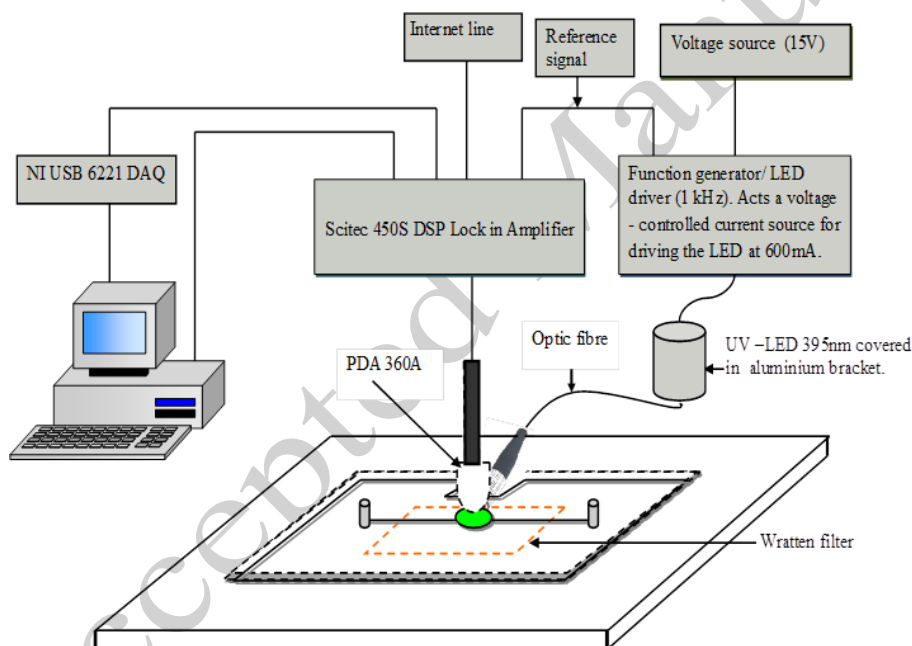 Internet line
Reference
signal
Voltage source (15V)
NI USB 6221 DAQ
Scitec 450S DSP Lock in Amplifier
Function generator/ LED
driver (1 kHz). Acts a voltage
- controlled current source for
driving the LED at 600mA.
PDA 360A
Optic fibre
UV –LED 395nm covered
in aluminium bracket.
Wratten filter